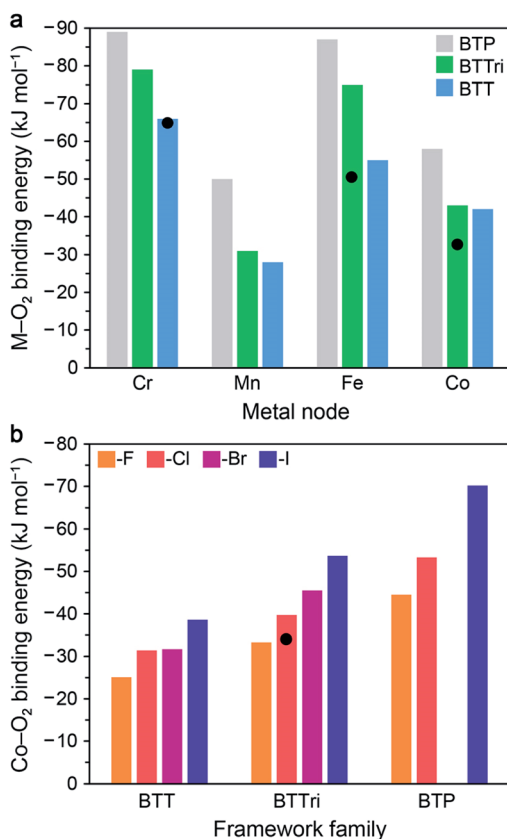 a
M–O₂ binding energy (kJ mol⁻¹)
−90
−80
−70
−60
−50
−40
−30
−20
−10
0
BTP
BTTri
BTT
Cr Mn Fe Co
Metal node
b
Co–O₂ binding energy (kJ mol⁻¹)
−80
−70
−60
−50
−40
−30
−20
−10
0
-F -Cl -Br -I
BTT BTTri BTP
Framework family